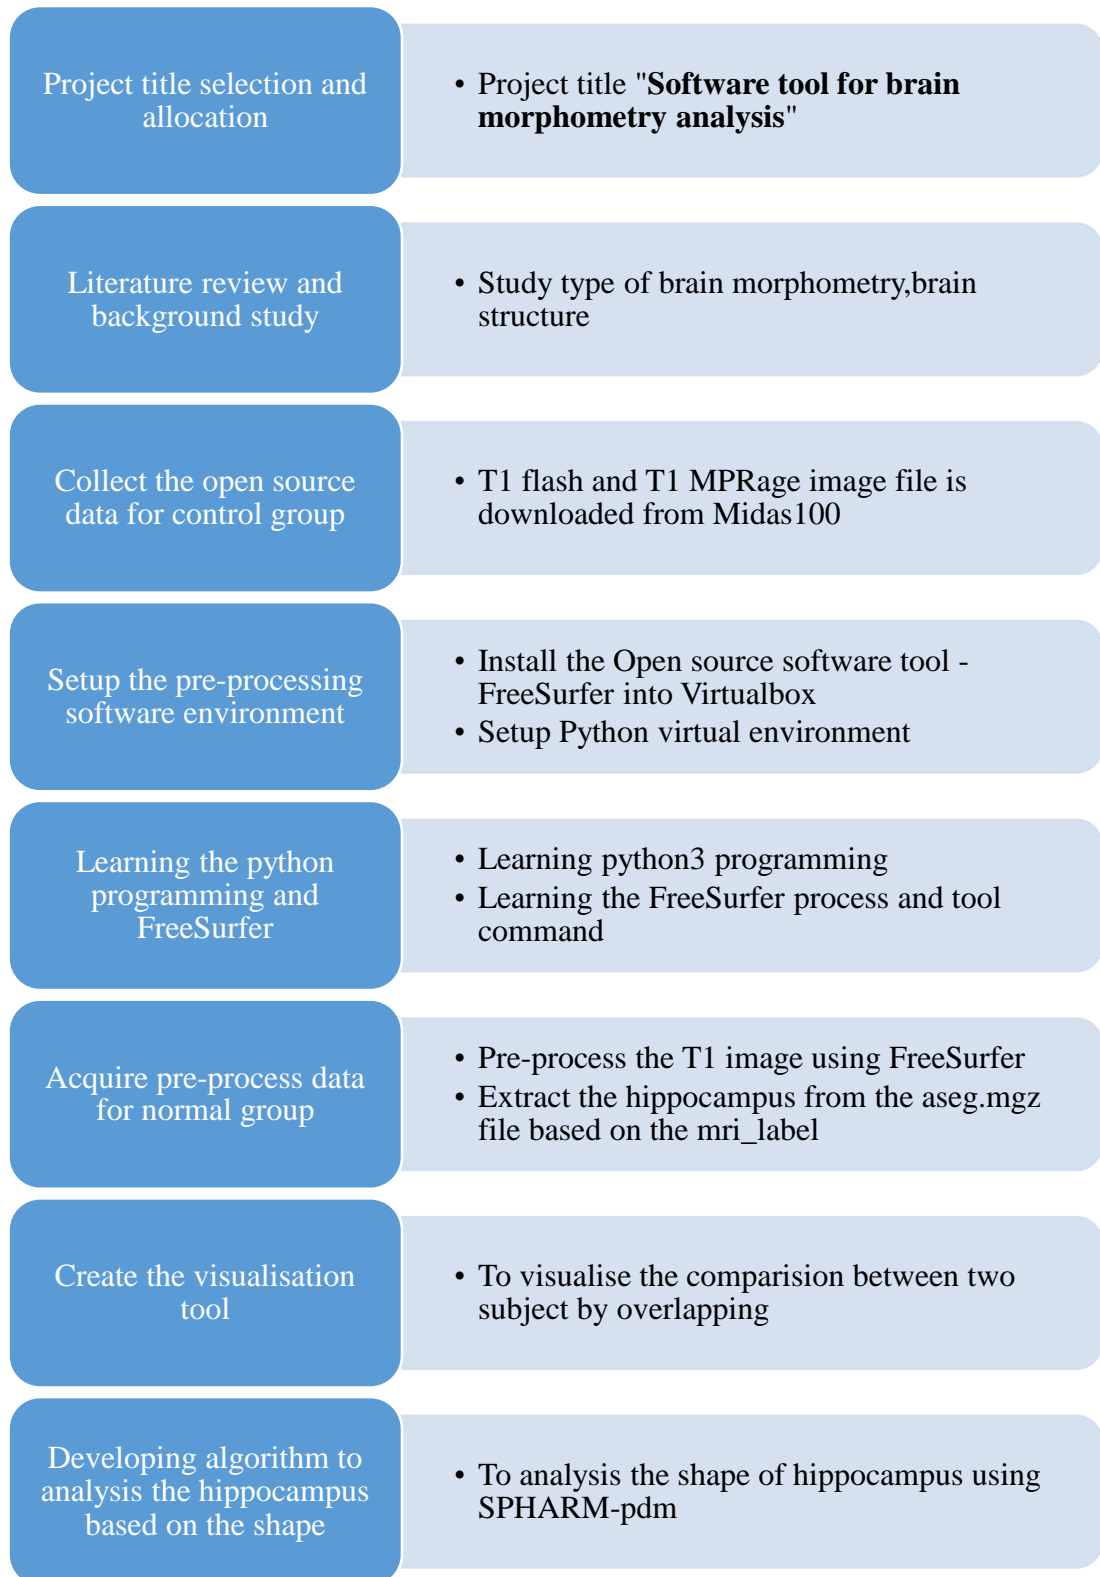 Project title selection and
allocation
• Project title "Software tool for brain
morphometry analysis"
Literature review and
background study
• Study type of brain morphometry,brain
structure
Collect the open source
data for control group
• T1 flash and T1 MPRage image file is
downloaded from Midas100
Setup the pre-processing
software environment
• Install the Open source software tool -
FreeSurfer into Virtualbox
• Setup Python virtual environment
Learning the python
programming and
FreeSurfer
• Learning python3 programming
• Learning the FreeSurfer process and tool
command
Acquire pre-process data
for normal group
• Pre-process the T1 image using FreeSurfer
• Extract the hippocampus from the aseg.mgz
file based on the mri_label
Create the visualisation
tool
• To visualise the comparision between two
subject by overlapping
Developing algorithm to
analysis the hippocampus
based on the shape
• To analysis the shape of hippocampus using
SPHARM-pdm